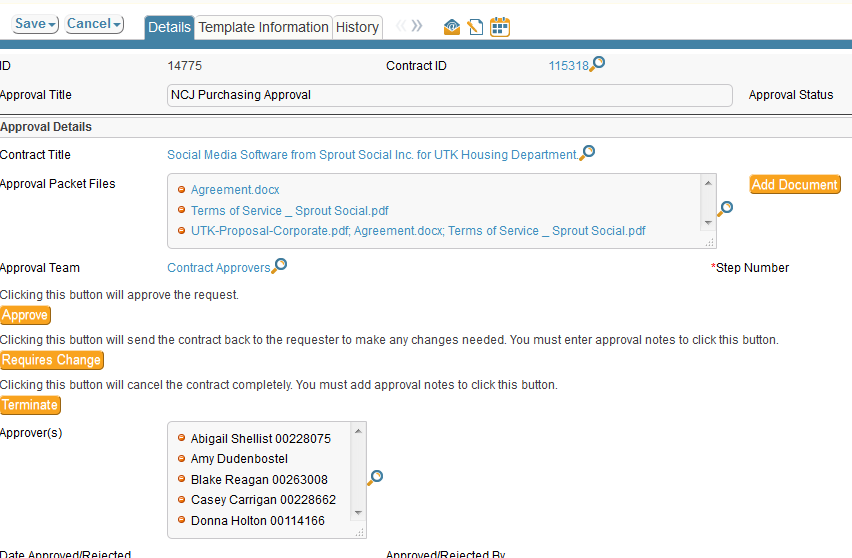 Save Cancel Details Template Information History
ID 14775 Contract ID 115318
Approval Title NCJ Purchasing Approval Approval Status
Approval Details
Contract Title Social Media Software from Sprout Social Inc. for UTK Housing Department
Approval Packet Files Agreement.docx Add Document
Terms of Service _ Sprout Social.pdf
UTK-Proposal-Corporate.pdf; Agreement.docx; Terms of Service _ Sprout Social.pdf
Approval Team Contract Approvers *Step Number
Clicking this button will approve the request.
Approve
Clicking this button will send the contract back to the requester to make any changes needed. You must enter approval notes to click this button.
Requires Change
Clicking this button will cancel the contract completely. You must add approval notes to click this button.
Terminate
Approver(s) Abigail Shellist 00228075
Amy Dudenbostel
Blake Reagan 00263008
Casey Carrigan 00228662
Donna Holton 00114166
Date Approved/Rejected Approved/Rejected By